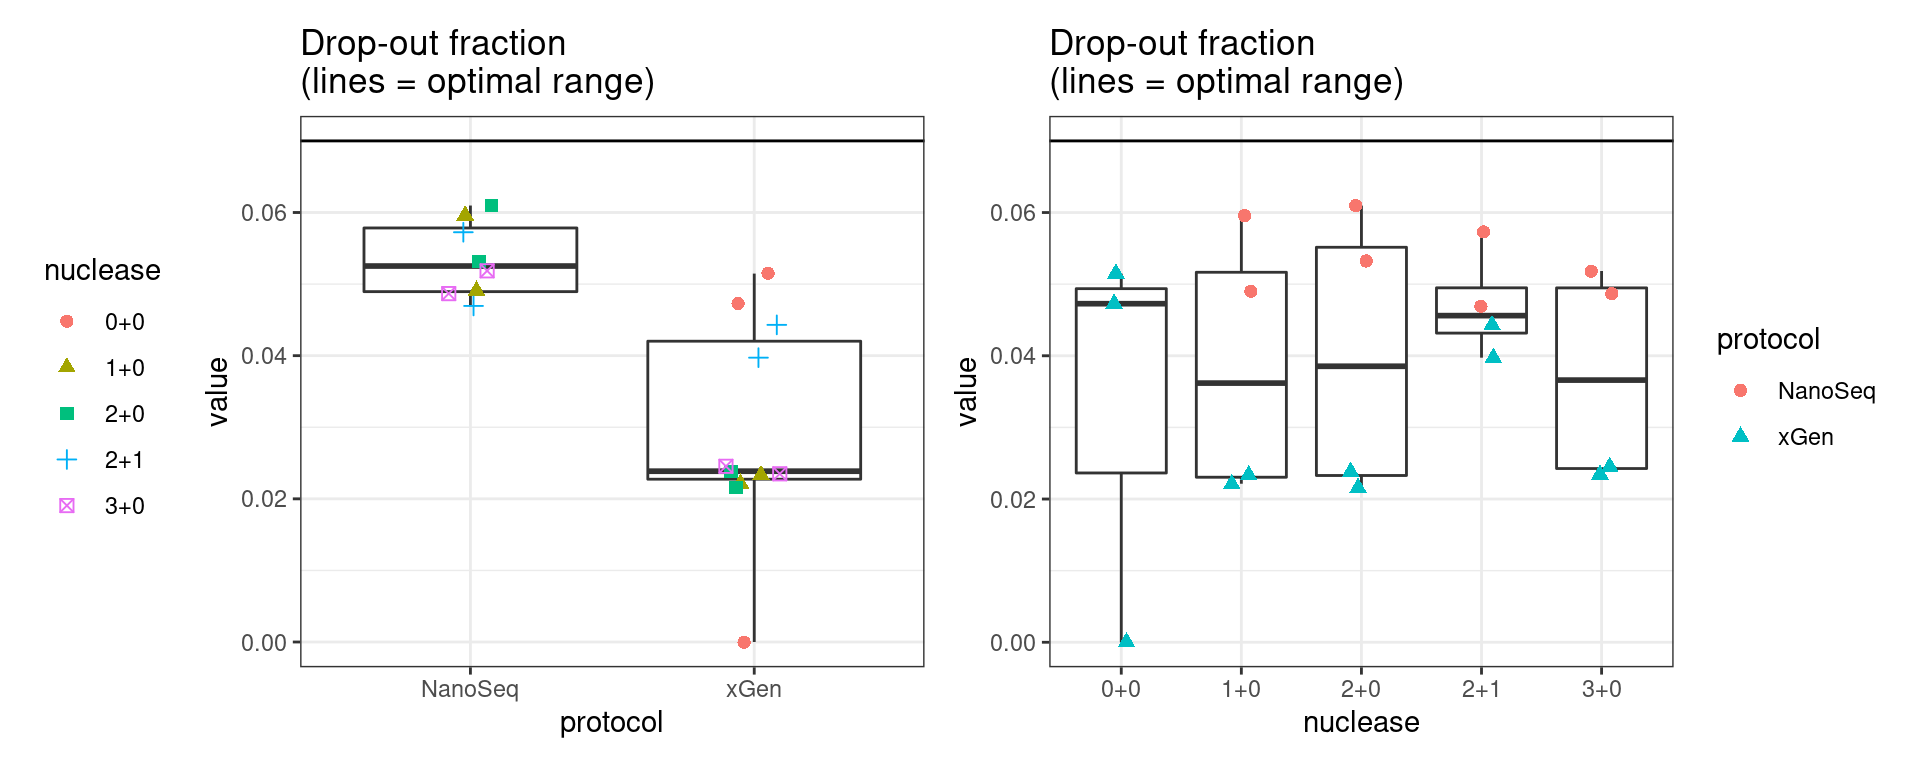 Drop-out fraction
(lines = optimal range)
nuclease
0+0
1+0
2+0
2+1
3+0
value
0.06
0.04
0.02
0.00
NanoSeq
xGen
protocol
Drop-out fraction
(lines = optimal range)
value
0.06
0.04
0.02
0.00
0+0
1+0
2+0
2+1
3+0
nuclease
protocol
NanoSeq
xGen